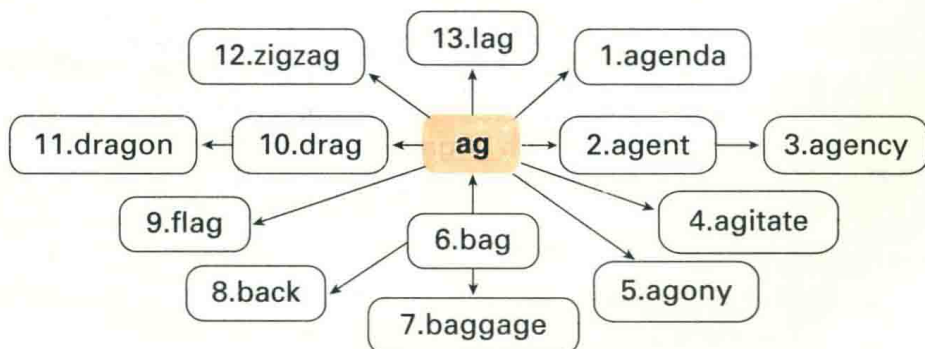 13.lag
12.zigzag
1.agenda
11.dragon
10.drag
ag
2.agent
3.agency
9.flag
6.bag
4.agitate
8.back
5.agony
7.baggage